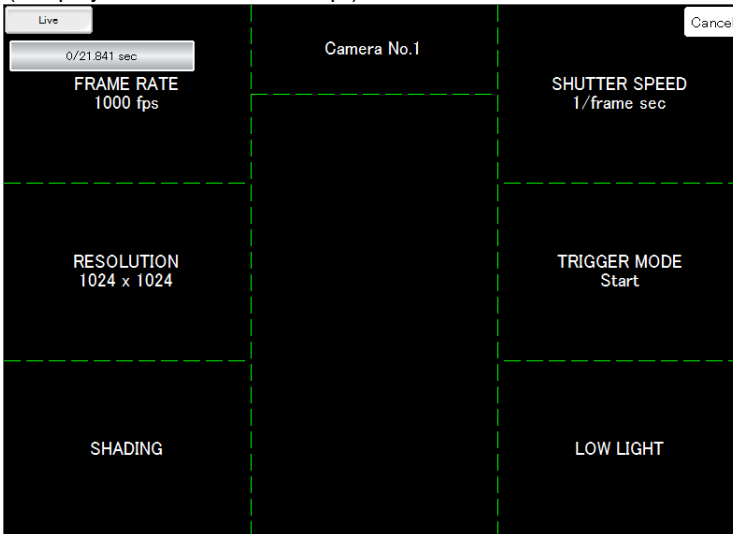 Live
Cancel
0/21.841 sec
Camera No.1
FRAME RATE
1000 fps
SHUTTER SPEED
1/frame sec
RESOLUTION
1024 x 1024
TRIGGER MODE
Start
SHADING
LOW LIGHT